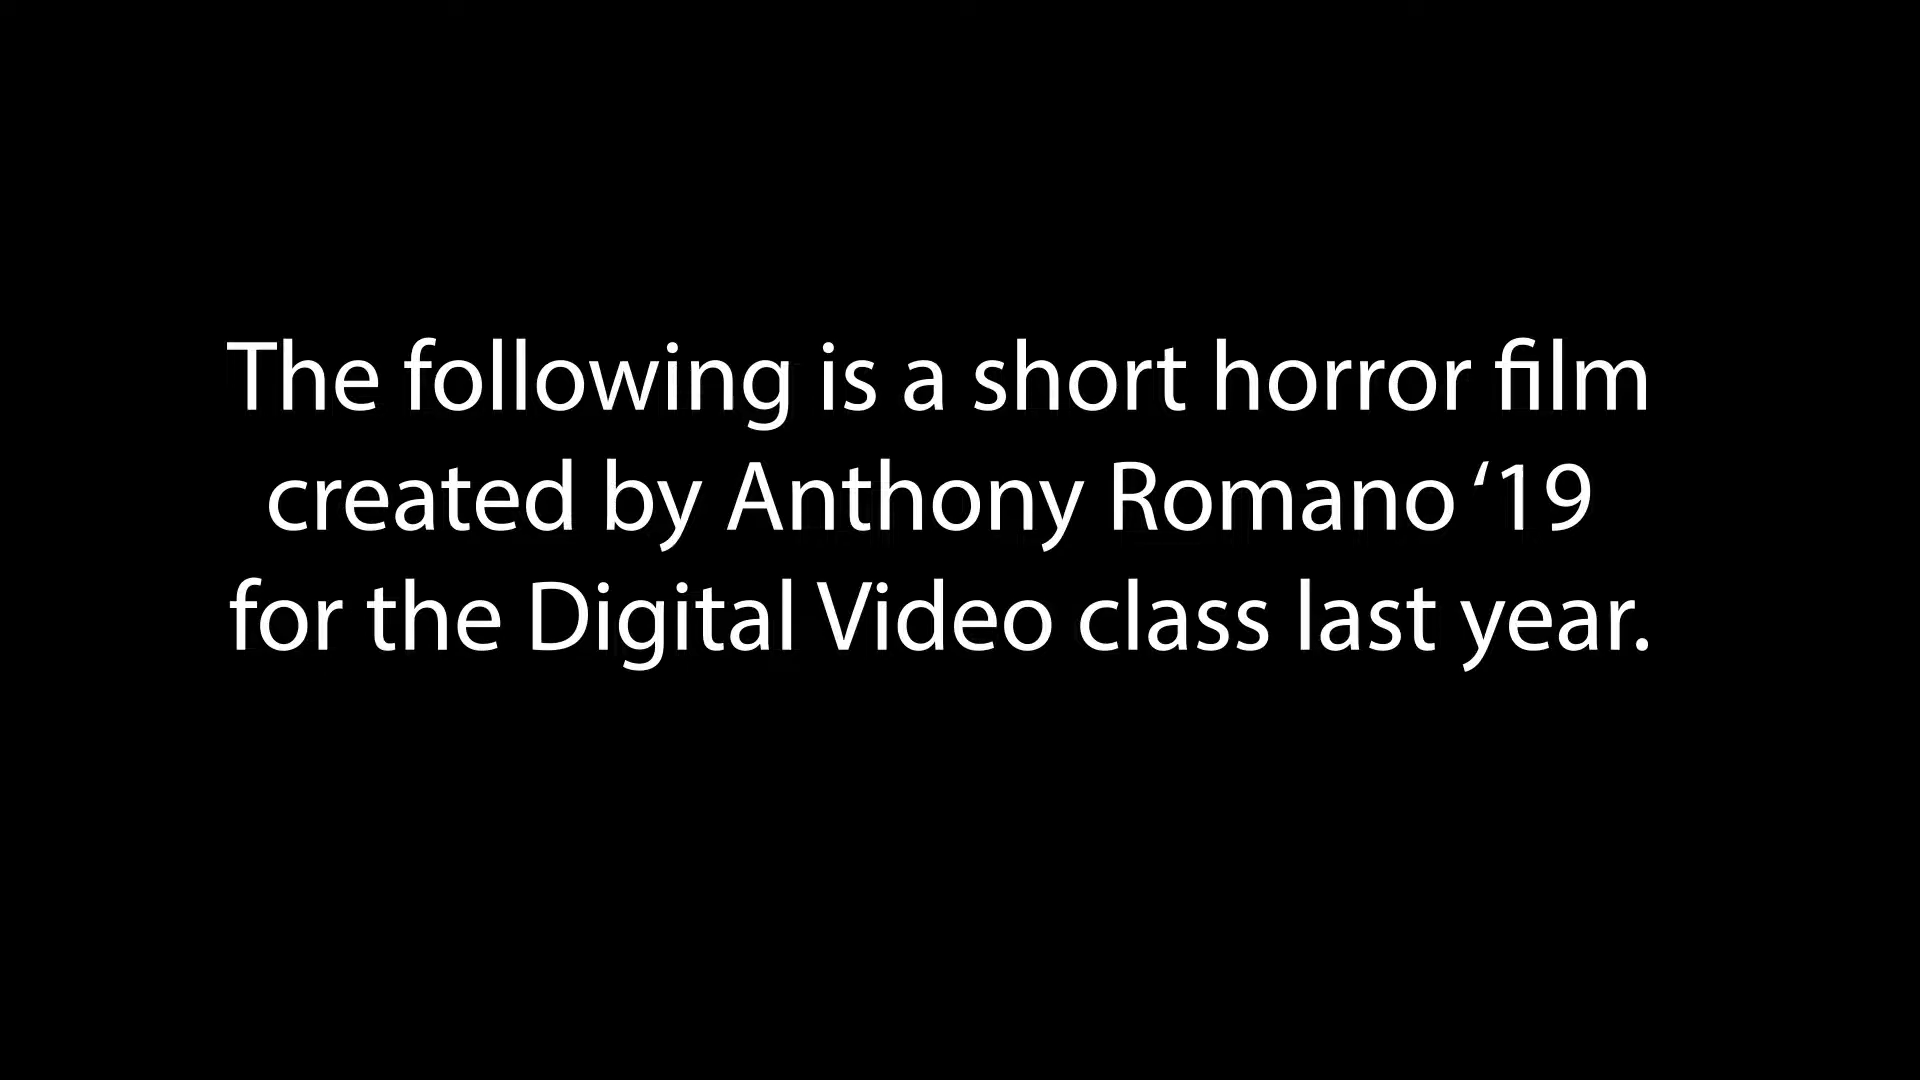 The following is a short horror film
created by Anthony Romano ‘19
for the Digital Video class last year.